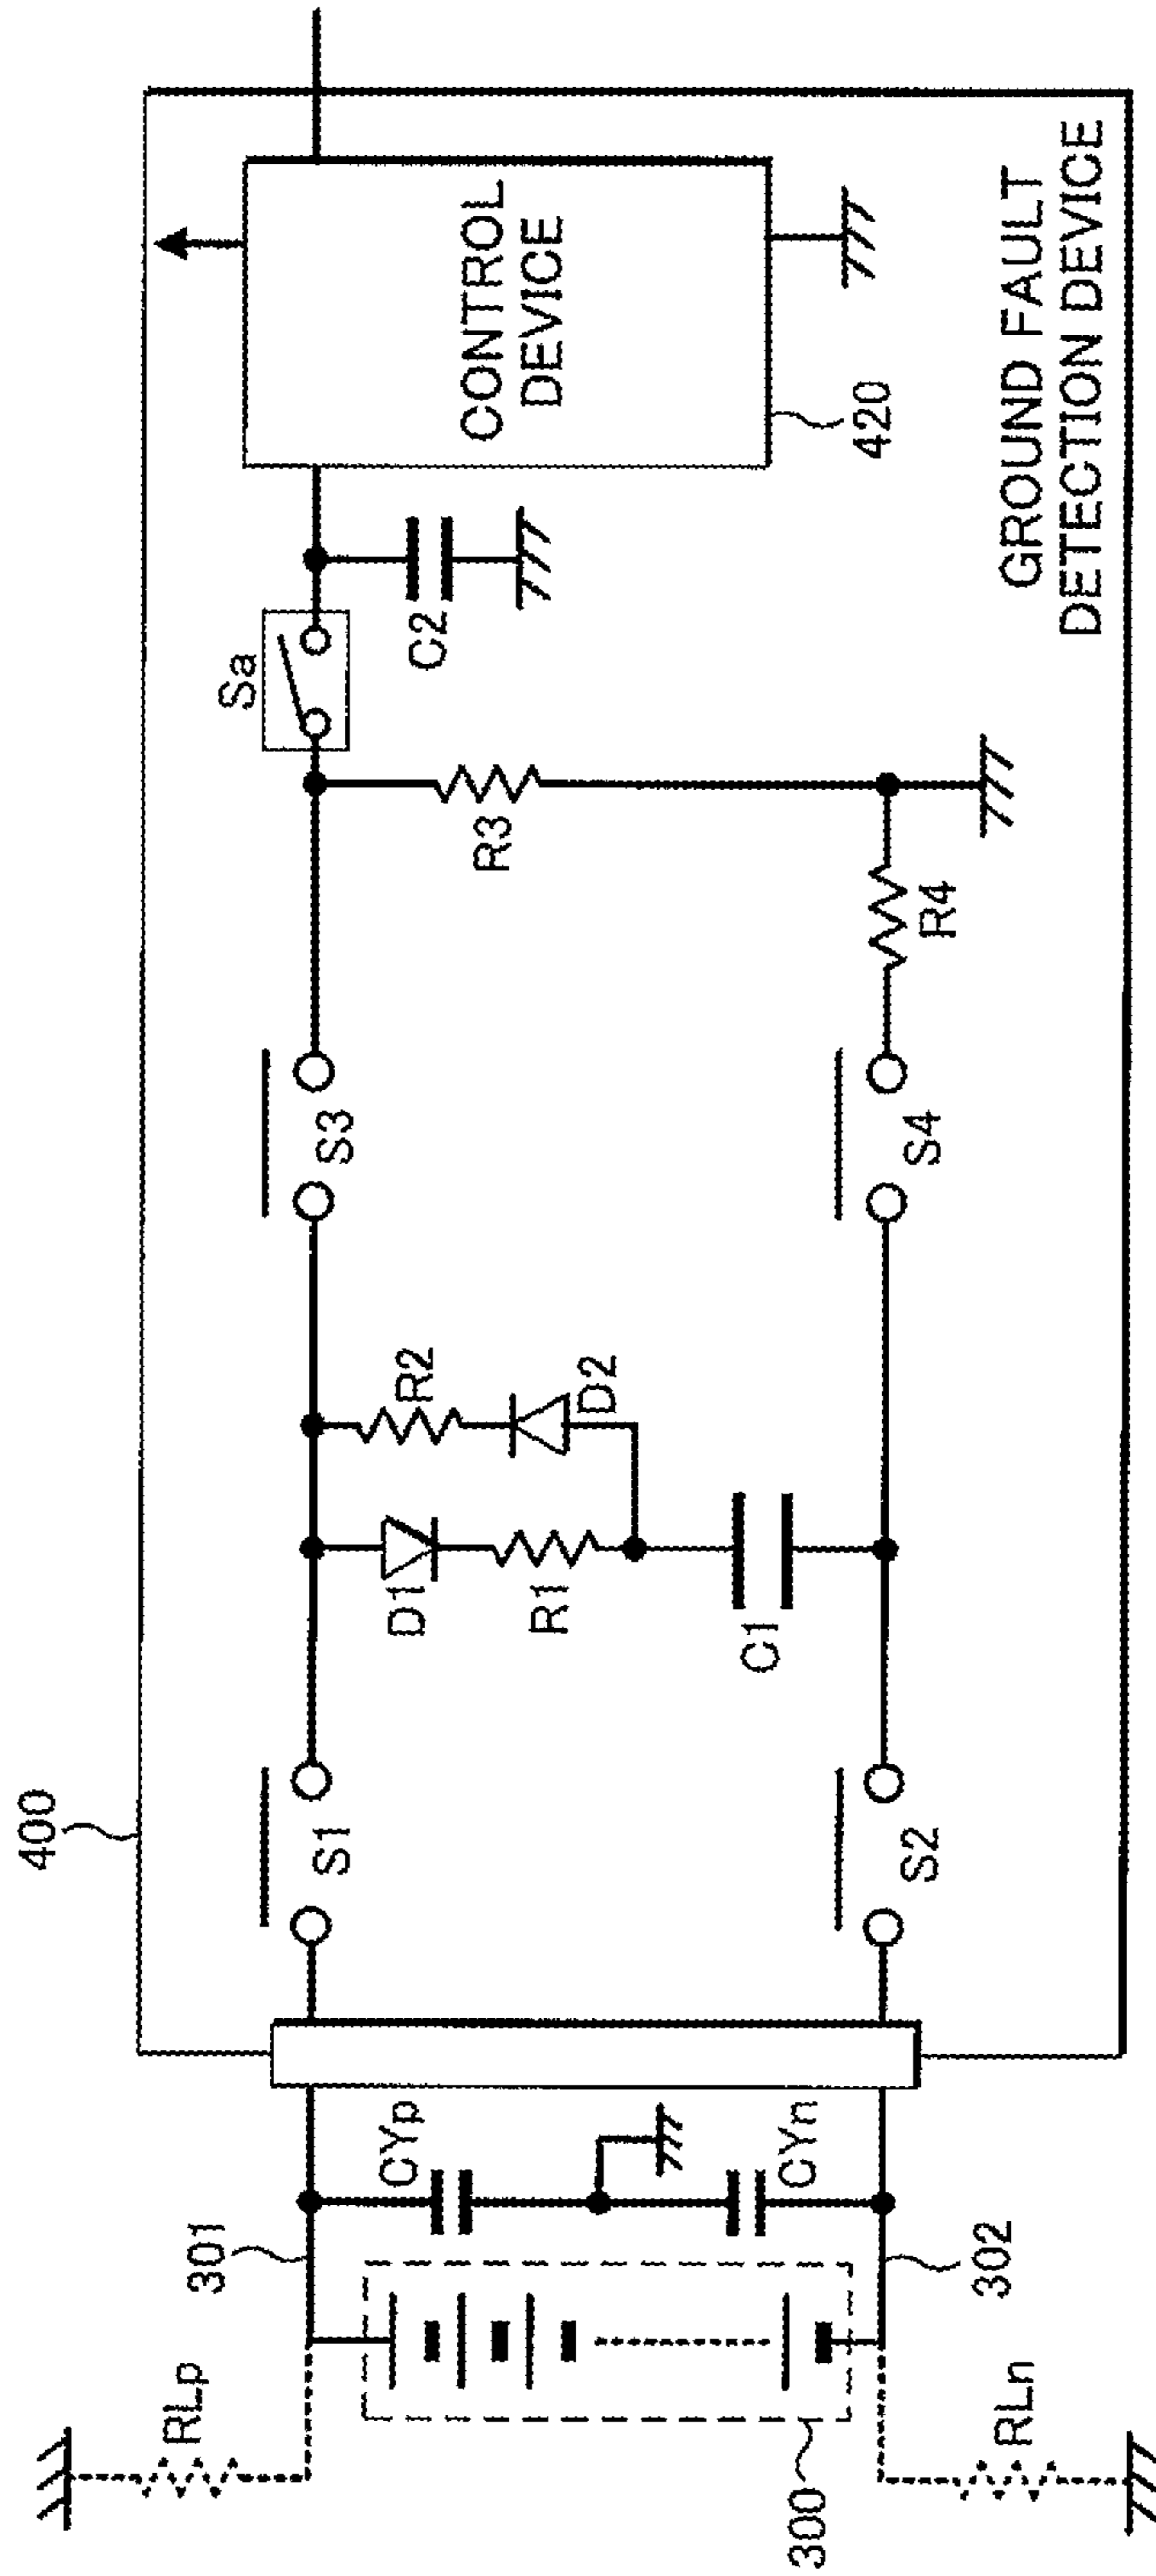 400
S1
S2
D1
R1
R2
D2
C1
S3
S4
R3
R4
Sa
C2
CONTROL
DEVICE
420
GROUND FAULT
DETECTION DEVICE
301
302
CYp
CYn
RLp
RLn
300